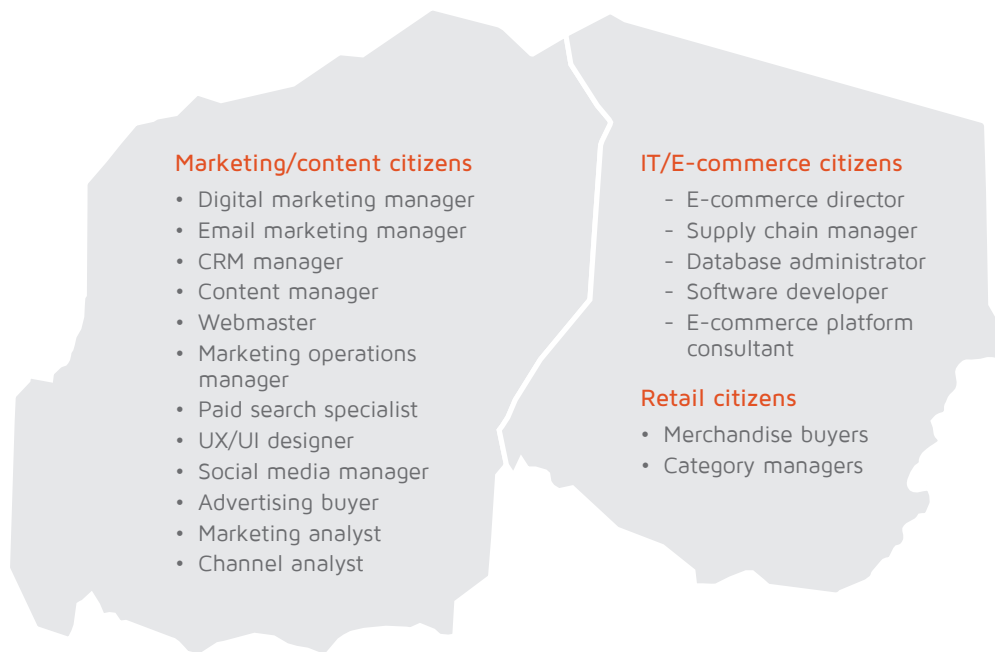 Marketing/content citizens
• Digital marketing manager
• Email marketing manager
• CRM manager
• Content manager
• Webmaster
• Marketing operations
manager
• Paid search specialist
• UX/UI designer
• Social media manager
• Advertising buyer
• Marketing analyst
• Channel analyst
IT/E-commerce citizens
- E-commerce director
- Supply chain manager
- Database administrator
- Software developer
- E-commerce platform
consultant
Retail citizens
• Merchandise buyers
• Category managers